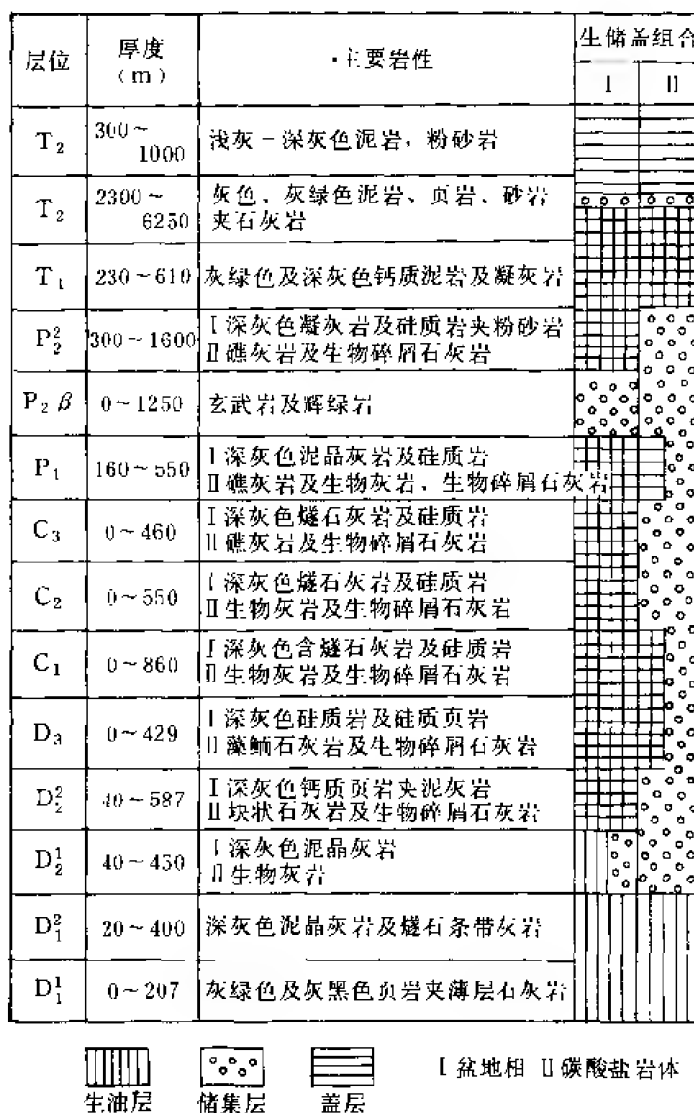 层位 厚度(m) 主要岩性 生储盖组合
I II
T₂ 300~1000 浅灰-深灰色泥岩,粉砂岩
T₂ 2300~6250 灰色、灰绿色泥岩、页岩、砂岩
夹石灰岩
T₁ 230~610 灰绿色及深灰色钙质泥岩及凝灰岩
P₂² 300~1600 I 深灰色凝灰岩及硅质岩夹粉砂岩
II 礁灰岩及生物碎屑石灰岩
P₂β 0~1250 玄武岩及辉绿岩
P₁ 160~550 I 深灰色泥晶灰岩及硅质岩
II 礁灰岩及生物灰岩、生物碎屑石灰岩
C₃ 0~460 I 深灰色燧石灰岩及硅质岩
II 礁灰岩及生物碎屑石灰岩
C₂ 0~550 I 深灰色燧石灰岩及硅质岩
II 生物灰岩及生物碎屑石灰岩
C₁ 0~860 I 深灰色含燧石灰岩及硅质岩
II 生物灰岩及生物碎屑石灰岩
D₃ 0~429 I 深灰色硅质岩及硅质页岩
II 藻鲕石灰岩及生物碎屑石灰岩
D₂² 40~587 I 深灰色钙质页岩夹泥灰岩
II 块状石灰岩及生物碎屑石灰岩
D₂¹ 40~430 I 深灰色泥晶灰岩
II 生物灰岩
D₁² 20~400 深灰色泥晶灰岩及燧石条带灰岩
D₁¹ 0~207 灰绿色及灰黑色页岩夹薄层石灰岩
生油层 储集层 盖层 I 盆地相 II 碳酸盐岩体